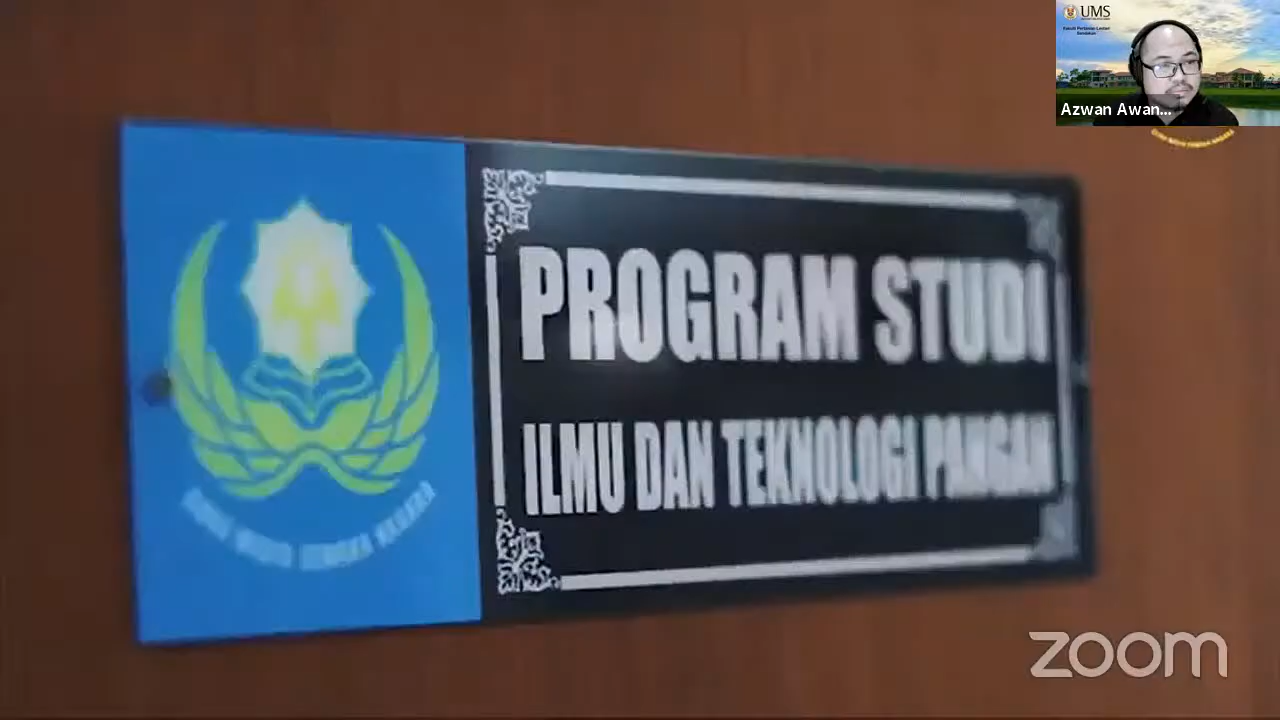 UMS
Azwan Awan...
PROGRAM STUDI
ILMU DAN TEKNOLOGI PANGAN
zoom